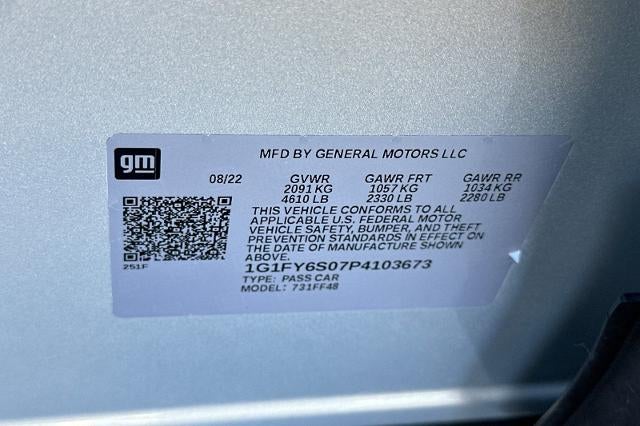 gm
MFD BY GENERAL MOTORS LLC
08/22 GVWR GAWR FRT GAWR RR
2091 KG 1057 KG 1034 KG
4610 LB 2330 LB 2280 LB
THIS VEHICLE CONFORMS TO ALL
APPLICABLE U.S. FEDERAL MOTOR
VEHICLE SAFETY, BUMPER, AND THEFT
PREVENTION STANDARDS IN EFFECT ON
THE DATE OF MANUFACTURE SHOWN
ABOVE.
251F
1G1FY6S07P4103673
TYPE: PASS CAR
MODEL: 731FF48